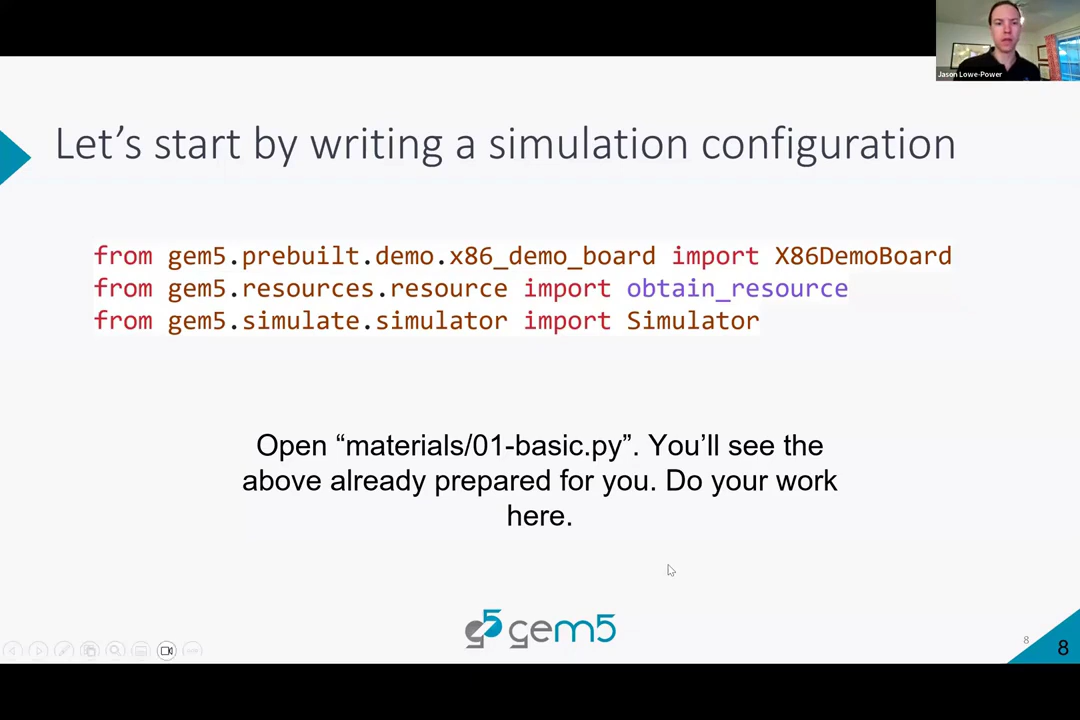 Jason Lowe-Power
Let’s start by writing a simulation configuration
from gem5.prebuilt.demo.x86_demo_board import X86DemoBoard
from gem5.resources.resource import obtain_resource
from gem5.simulate.simulator import Simulator
Open “materials/01-basic.py”. You’ll see the
above already prepared for you. Do your work
here.
gem5
8
8